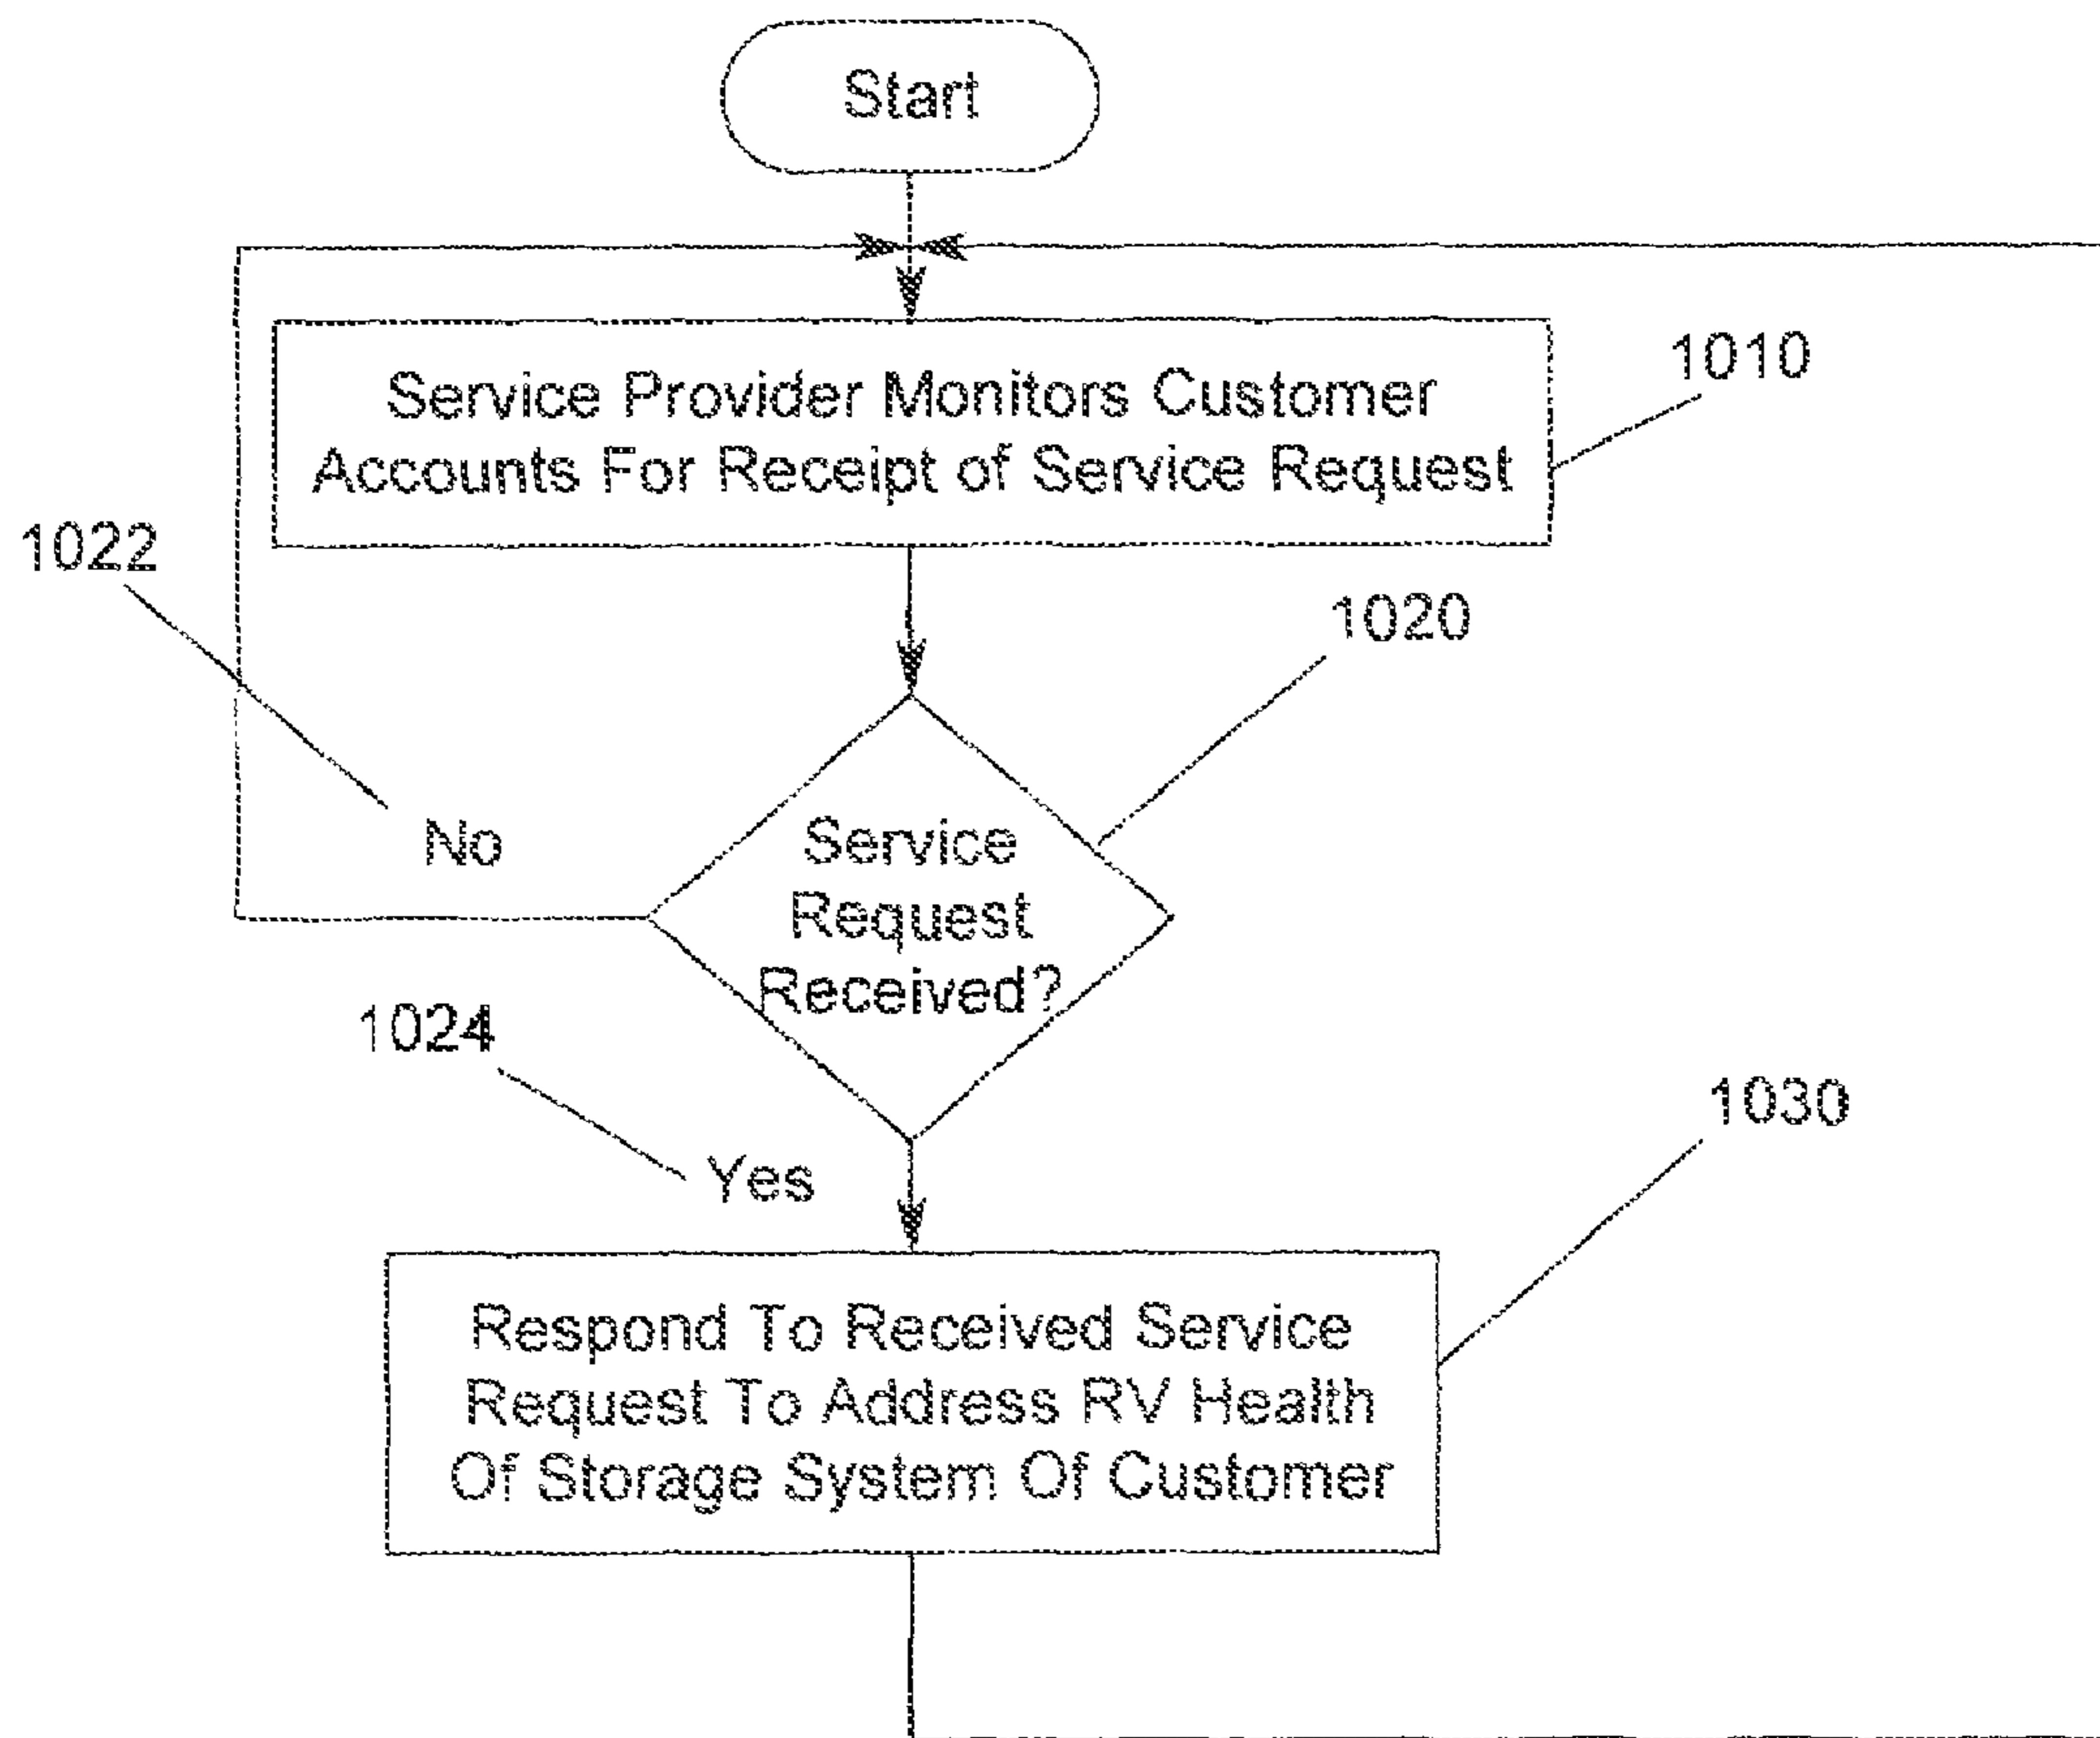 Start
Service Provider Monitors Customer
Accounts For Receipt of Service Request
1010
1022
1020
No
Service
Request
Received?
1024
Yes
1030
Respond To Received Service
Request To Address RV Health
Of Storage System Of Customer